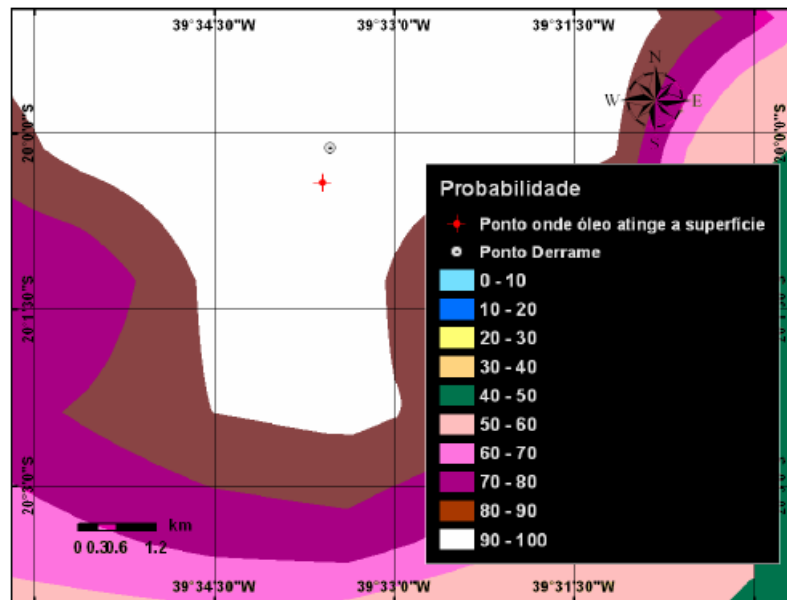 39°34'30"W 39°33'0"W 39°31'30"W
N
W E
S
20°0'0"S
20°0'0"S
Probabilidade
Ponto onde óleo atinge a superfície
Ponto Derrame
0 - 10
10 - 20
20 - 30
30 - 40
40 - 50
50 - 60
60 - 70
70 - 80
80 - 90
90 - 100
20°1'30"S
20°3'0"S
km
0 0.30.6 1.2
39°34'30"W 39°33'0"W 39°31'30"W